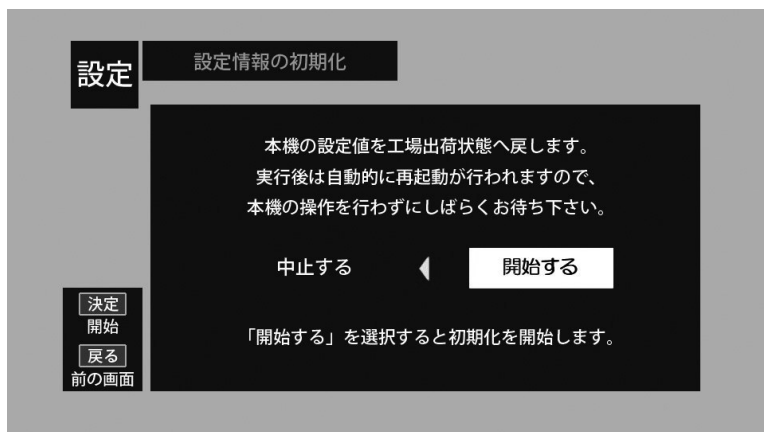 設定
設定情報の初期化
本機の設定値を工場出荷状態へ戻します。
実行後は自動的に再起動が行われますので、
本機の操作を行わずにしばらくお待ち下さい。
中止する
開始する
「開始する」を選択すると初期化を開始します。
決定
開始
戻る
前の画面